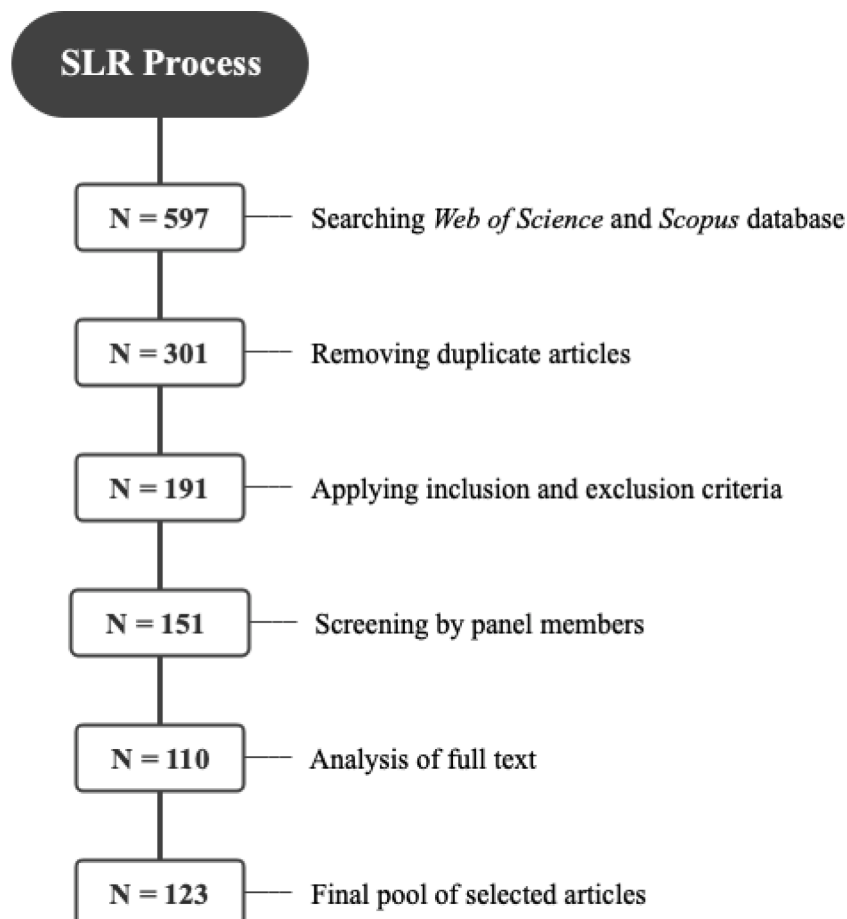 SLR Process
N = 597
Searching Web of Science and Scopus database
N = 301
Removing duplicate articles
N = 191
Applying inclusion and exclusion criteria
N = 151
Screening by panel members
N = 110
Analysis of full text
N = 123
Final pool of selected articles